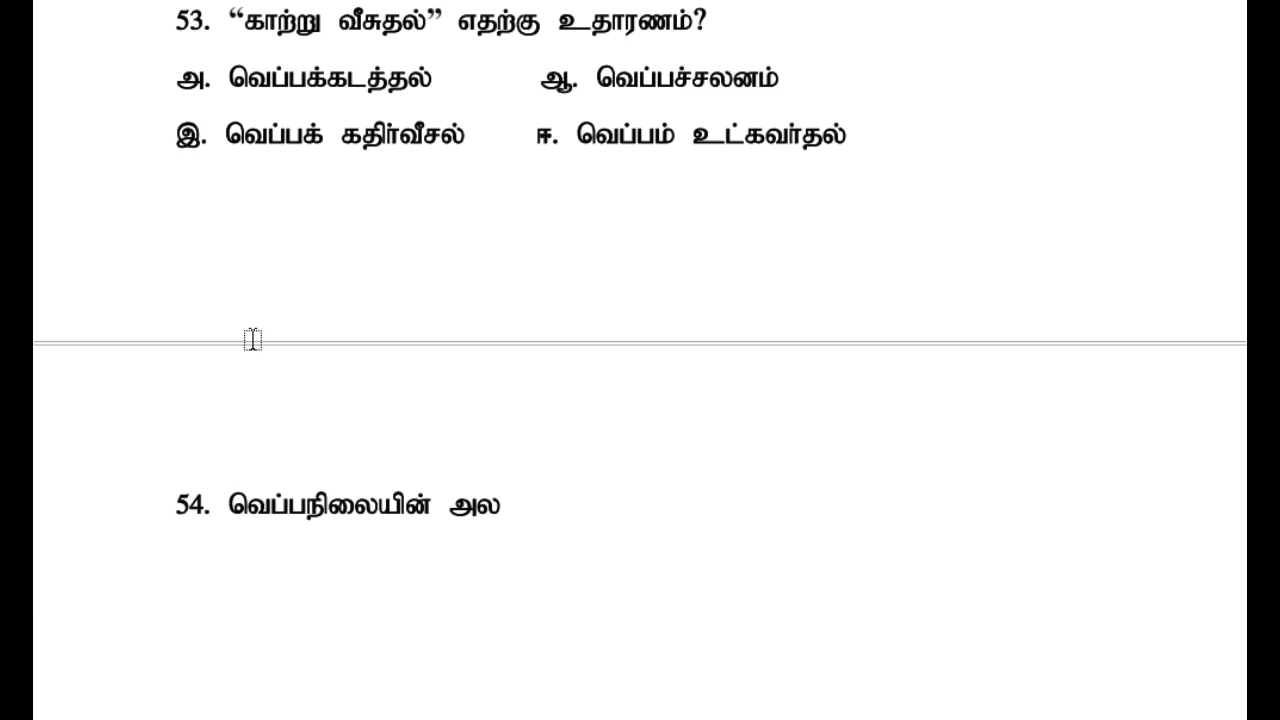 53. “காற்று வீசுதல்” எதற்கு உதாரணம்?
அ. வெப்பக்கடத்தல் ஆ. வெப்பச்சலனம்
இ. வெப்பக் கதிர்வீசல் ஈ. வெப்பம் உட்கவர்தல்
54. வெப்பநிலையின் அல